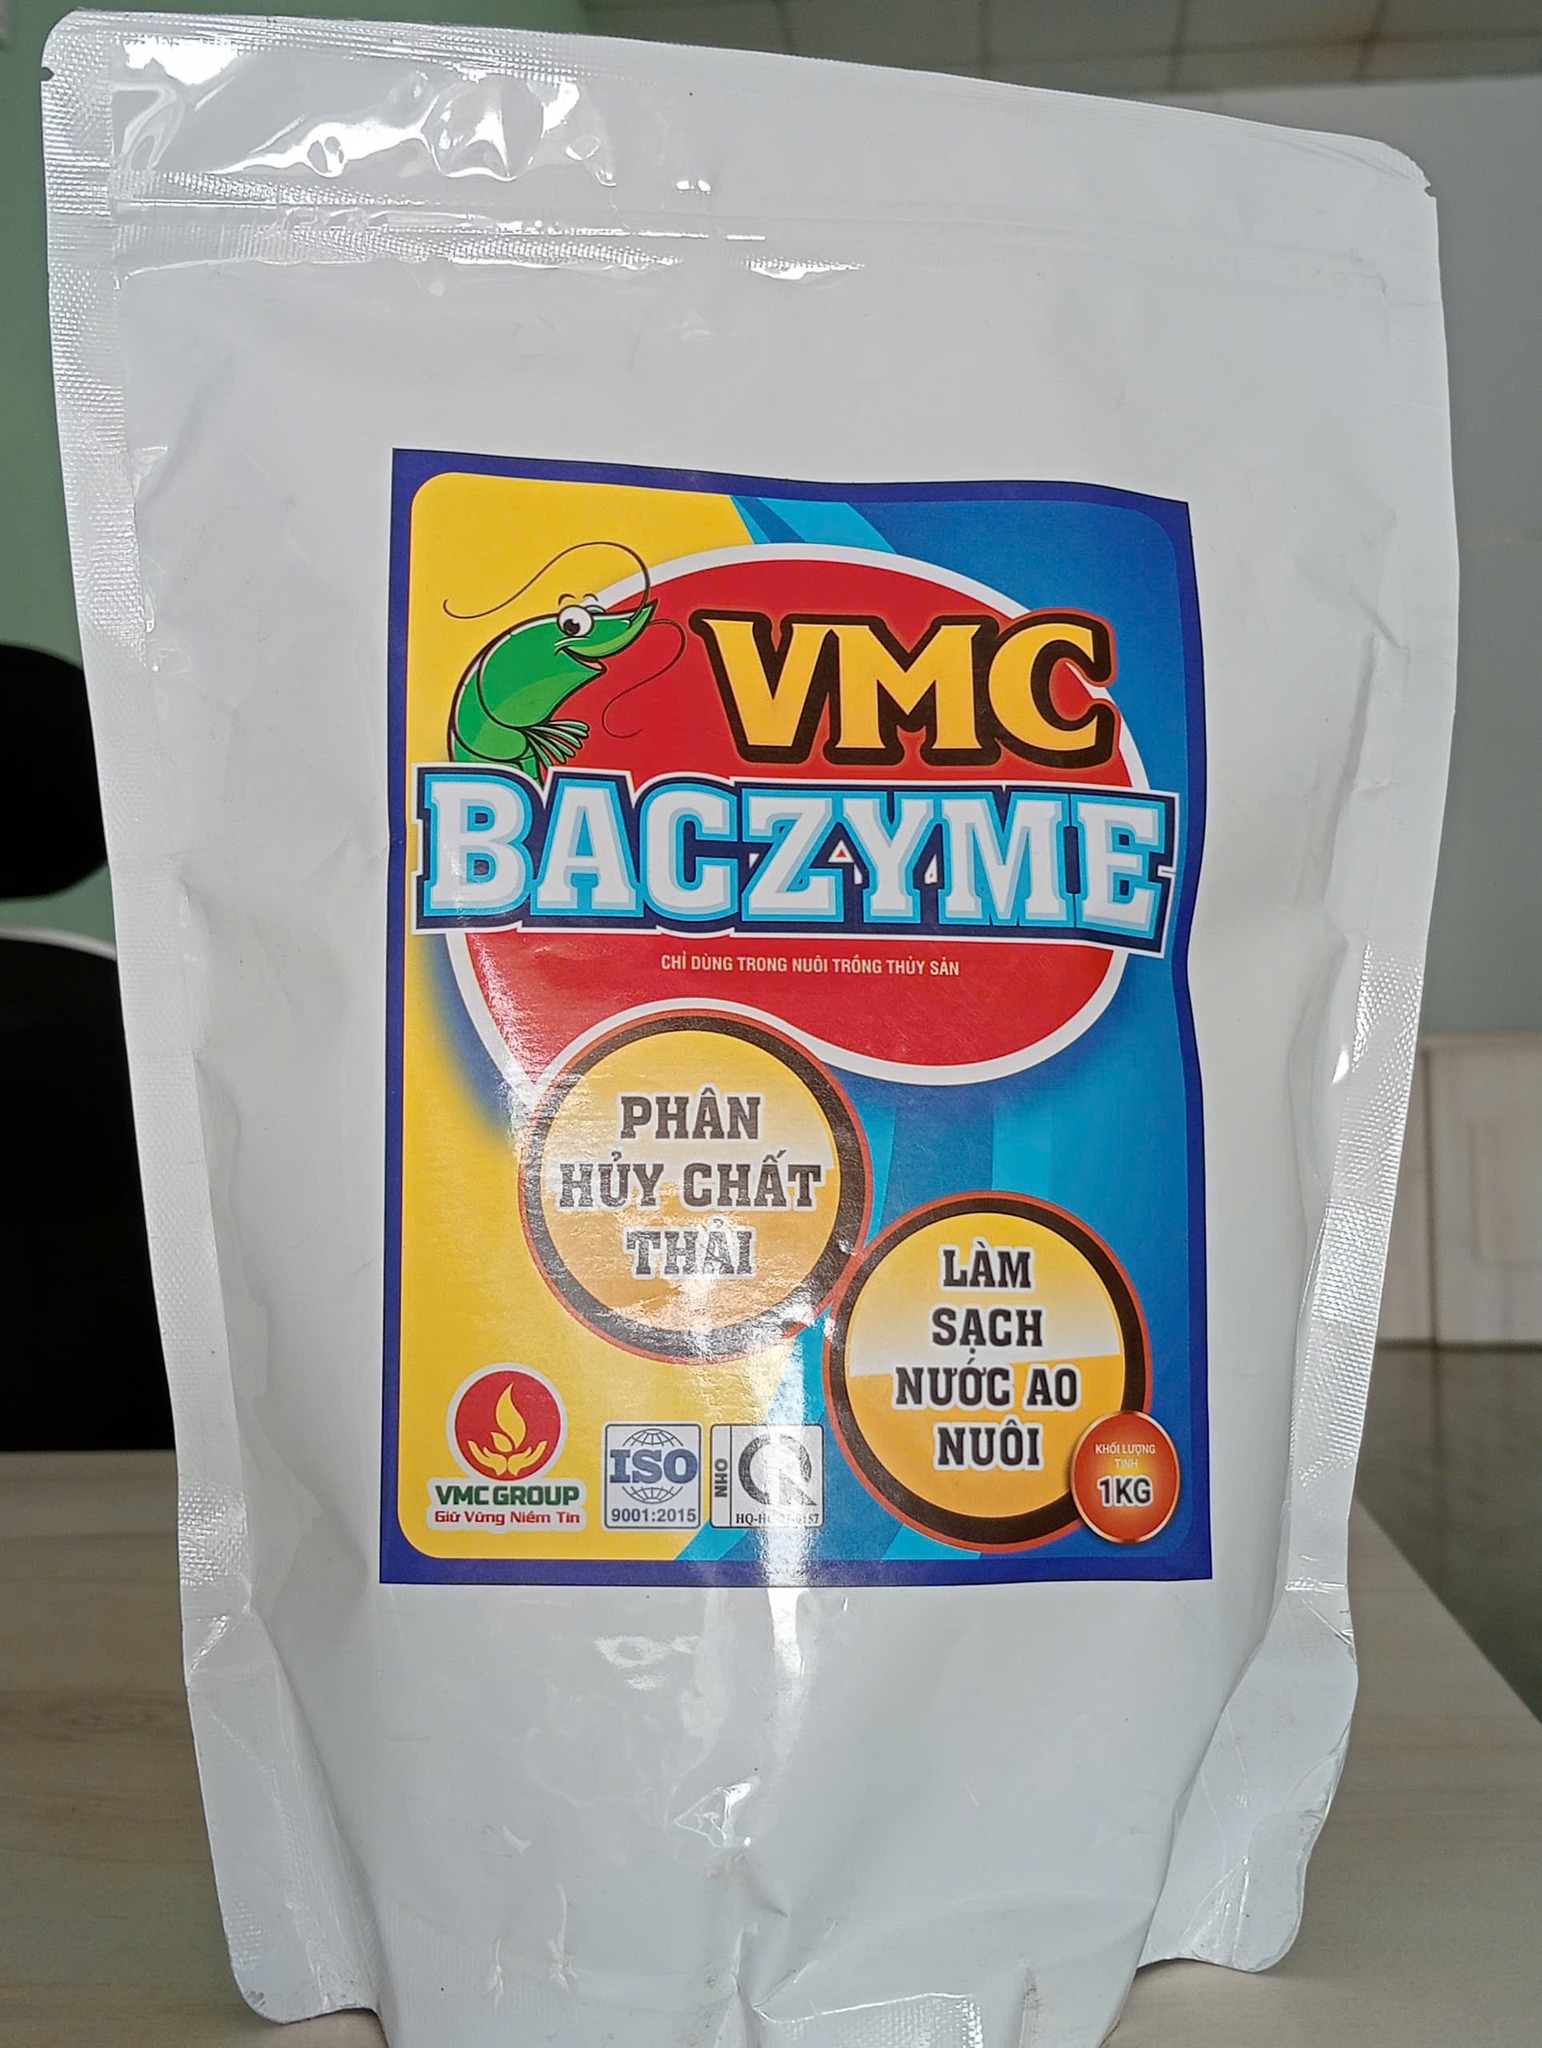 VMC
BACZYME
CHỈ DÙNG TRONG NUÔI TRỒNG THỦY SẢN
PHÂN
HỦY CHẤT
THẢI
LÀM
SẠCH
NƯỚC AO
NUÔI
KHỐI LƯỢNG
TỊNH
1KG
VMC GROUP
Giữ Vững Niềm Tin
ISO
9001:2015
OHN